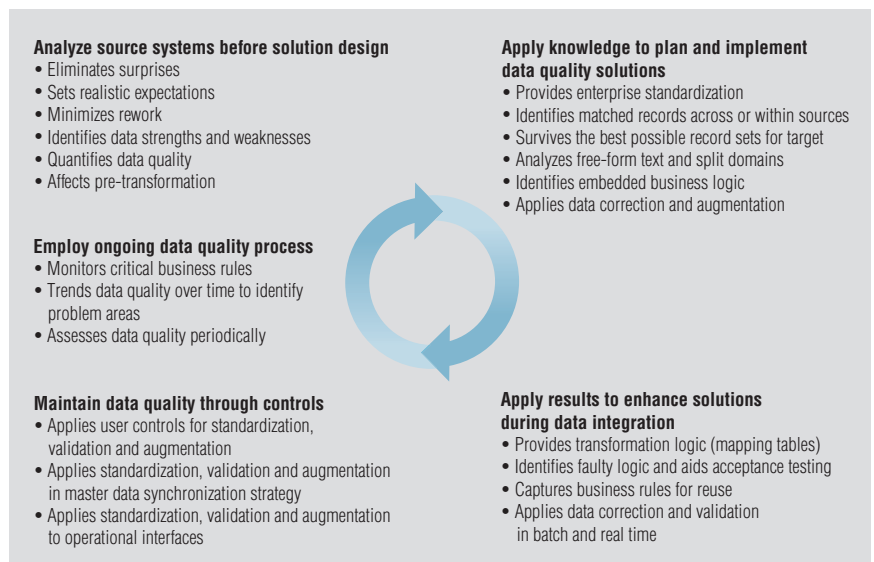 Analyze source systems before solution design
• Eliminates surprises
• Sets realistic expectations
• Minimizes rework
• Identifies data strengths and weaknesses
• Quantifies data quality
• Affects pre-transformation
Apply knowledge to plan and implement
data quality solutions
• Provides enterprise standardization
• Identifies matched records across or within sources
• Survives the best possible record sets for target
• Analyzes free-form text and split domains
• Identifies embedded business logic
• Applies data correction and augmentation
Employ ongoing data quality process
• Monitors critical business rules
• Trends data quality over time to identify
problem areas
• Assesses data quality periodically
Maintain data quality through controls
• Applies user controls for standardization,
validation and augmentation
• Applies standardization, validation and augmentation
in master data synchronization strategy
• Applies standardization, validation and augmentation
to operational interfaces
Apply results to enhance solutions
during data integration
• Provides transformation logic (mapping tables)
• Identifies faulty logic and aids acceptance testing
• Captures business rules for reuse
• Applies data correction and validation
in batch and real time